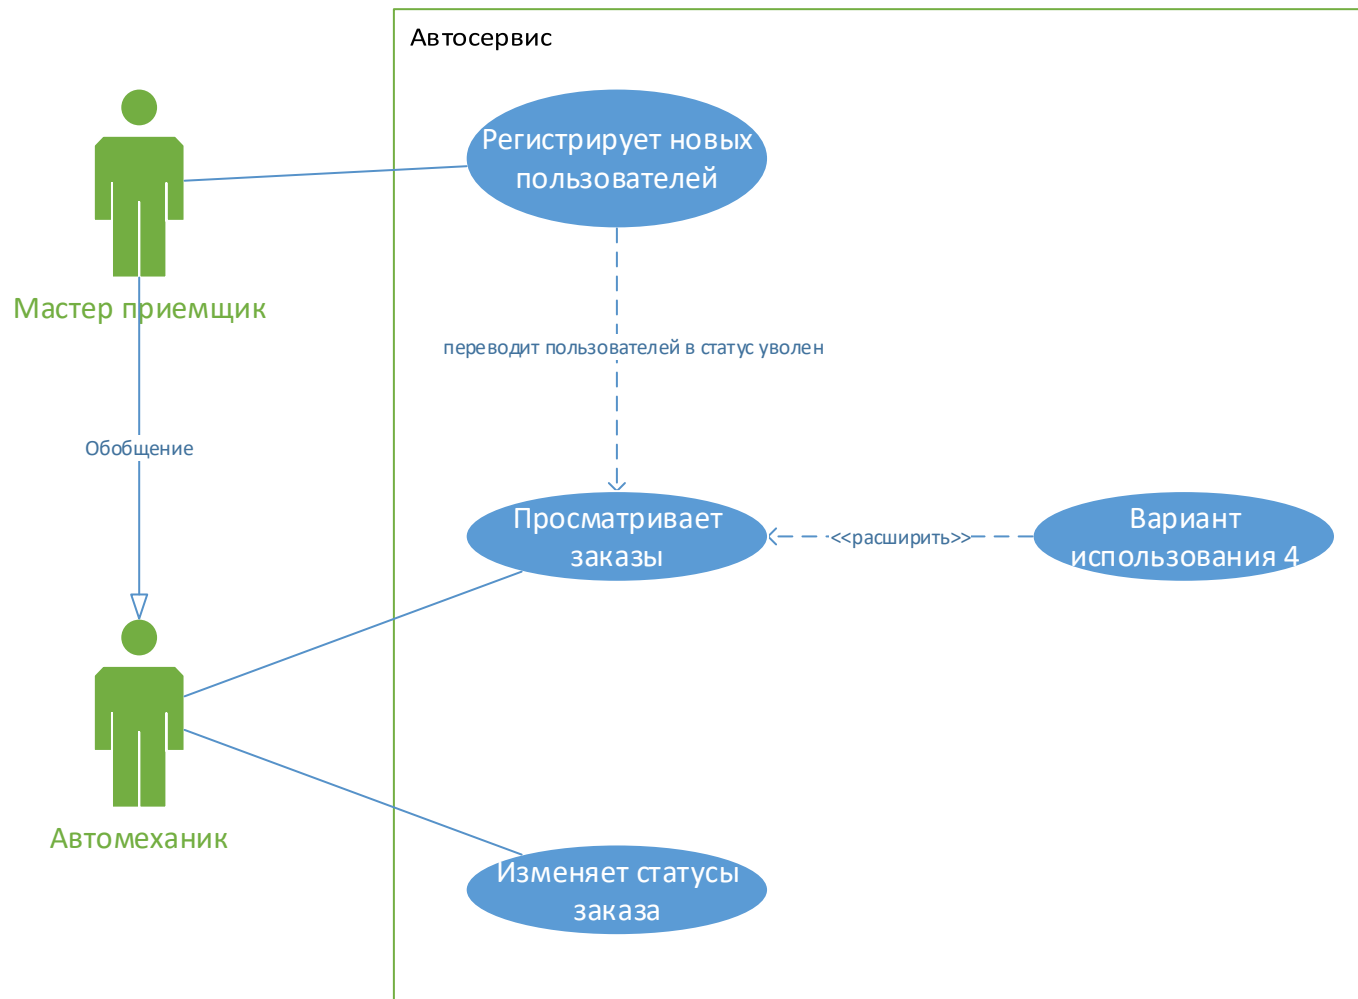 Автосервис
Регистрирует новых
пользователей
Мастер приемщик
переводит пользователей в статус уволен
Обобщение
Просматривает
заказы
<<расширить>>
Вариант
использования 4
Автомеханик
Изменяет статусы
заказа